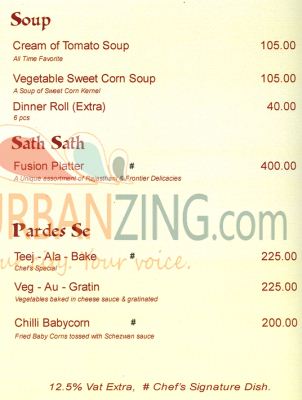 Soup
Cream of Tomato Soup 105.00
All Time Favorite
Vegetable Sweet Corn Soup 105.00
A Soup of Sweet Corn Kernel
Dinner Roll (Extra) 40.00
6 pcs
Sath Sath
Fusion Platter # 400.00
A Unique assortment of Rajasthani & Frontier Delicacies
URBANZING.com
Pardes Se
Your voice.
Teej - Ala - Bake # 225.00
Chef's Special
Veg - Au - Gratin 225.00
Vegetables baked in cheese sauce & gratinated
Chilli Babycorn # 200.00
Fried Baby Corns tossed with Schezwan sauce
12.5% Vat Extra, # Chef's Signature Dish.